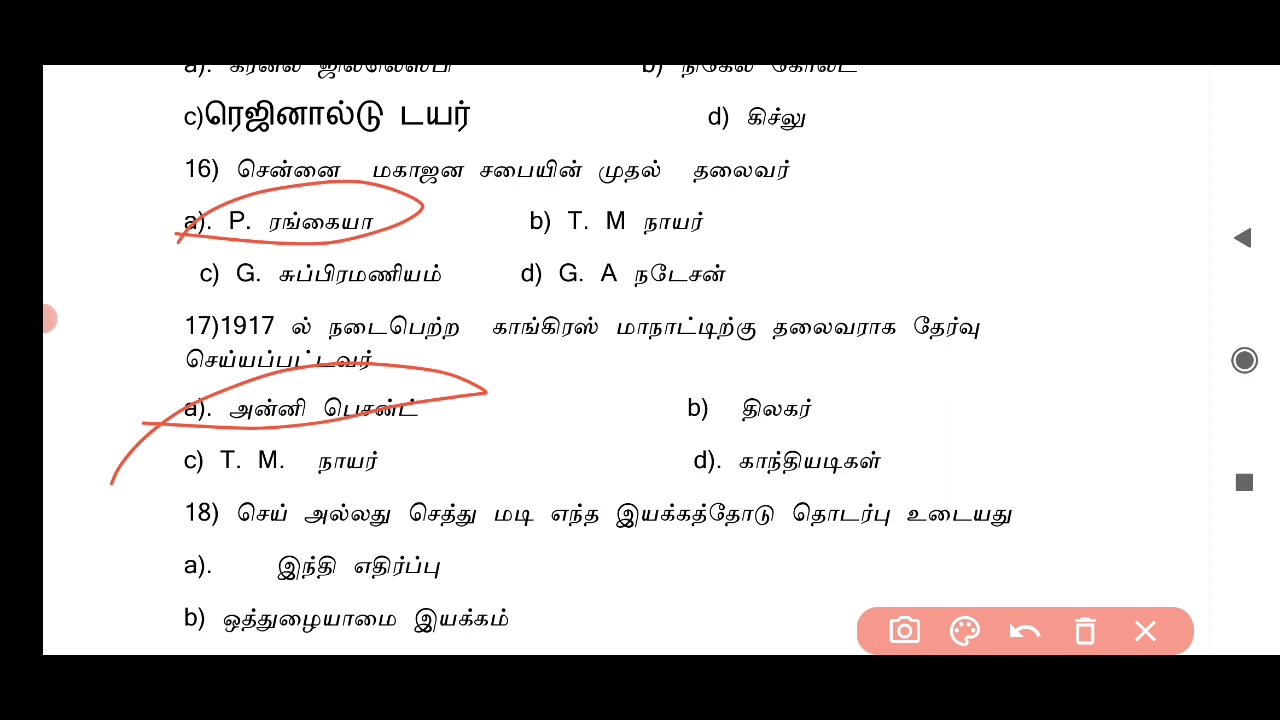 c)ரெஜினால்டு டயர் d) கிச்லு
16) சென்னை மகாஜன சபையின் முதல் தலைவர்
a). P. ரங்கையா b) T. M நாயர்
c) G. சுப்பிரமணியம் d) G. A நடேசன்
17)1917 ல் நடைபெற்ற காங்கிரஸ் மாநாட்டிற்கு தலைவராக தேர்வு
செய்யப்பட்டவர்
a). அன்னி பெசன்ட் b) திலகர்
c) T. M. நாயர் d). காந்தியடிகள்
18) செய் அல்லது செத்து மடி எந்த இயக்கத்தோடு தொடர்பு உடையது
a). இந்தி எதிர்ப்பு
b) ஒத்துழையாமை இயக்கம்